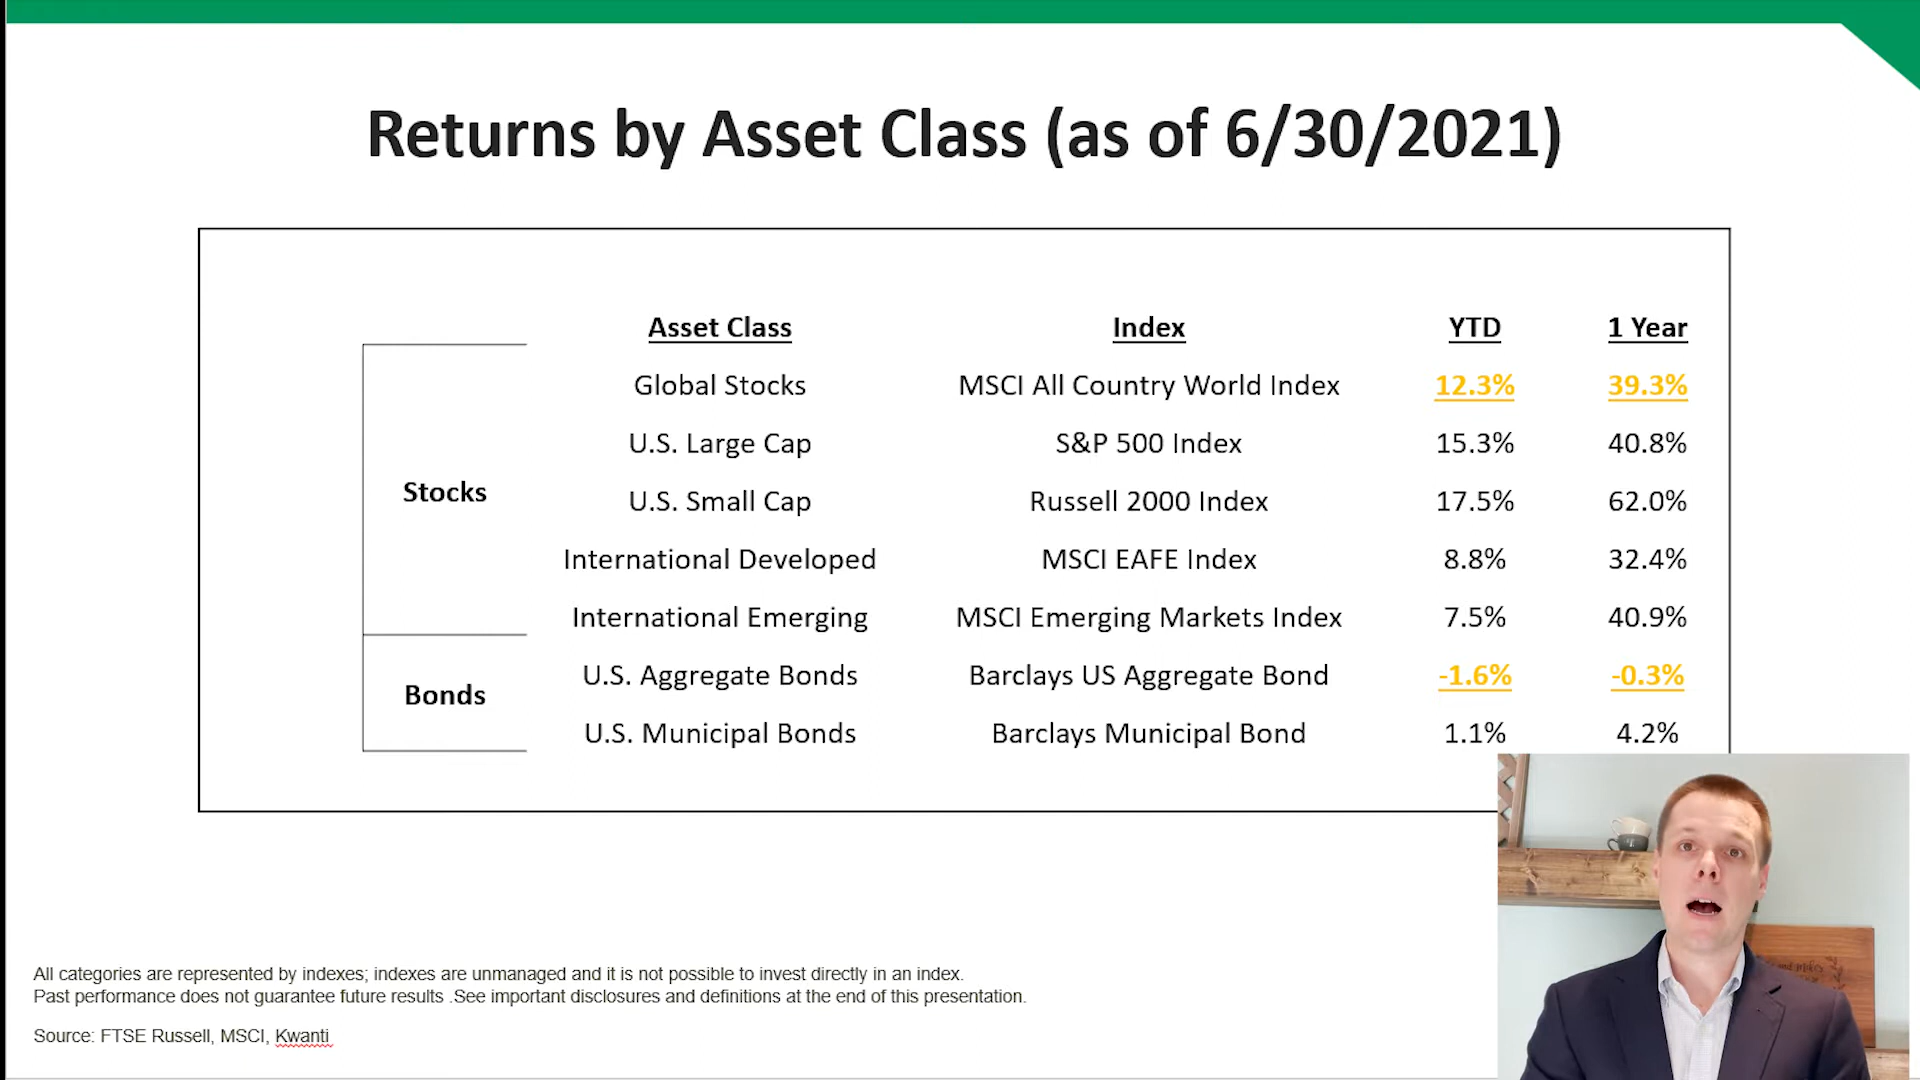 Returns by Asset Class (as of 6/30/2021)
Asset Class Index YTD 1 Year
Global Stocks MSCI All Country World Index 12.3% 39.3%
U.S. Large Cap S&P 500 Index 15.3% 40.8%
Stocks
U.S. Small Cap Russell 2000 Index 17.5% 62.0%
International Developed MSCI EAFE Index 8.8% 32.4%
International Emerging MSCI Emerging Markets Index 7.5% 40.9%
U.S. Aggregate Bonds Barclays US Aggregate Bond -1.6% -0.3%
Bonds
U.S. Municipal Bonds Barclays Municipal Bond 1.1% 4.2%
All categories are represented by indexes; indexes are unmanaged and it is not possible to invest directly in an index.
Past performance does not guarantee future results .See important disclosures and definitions at the end of this presentation.
Source: FTSE Russell, MSCI, Kwanti